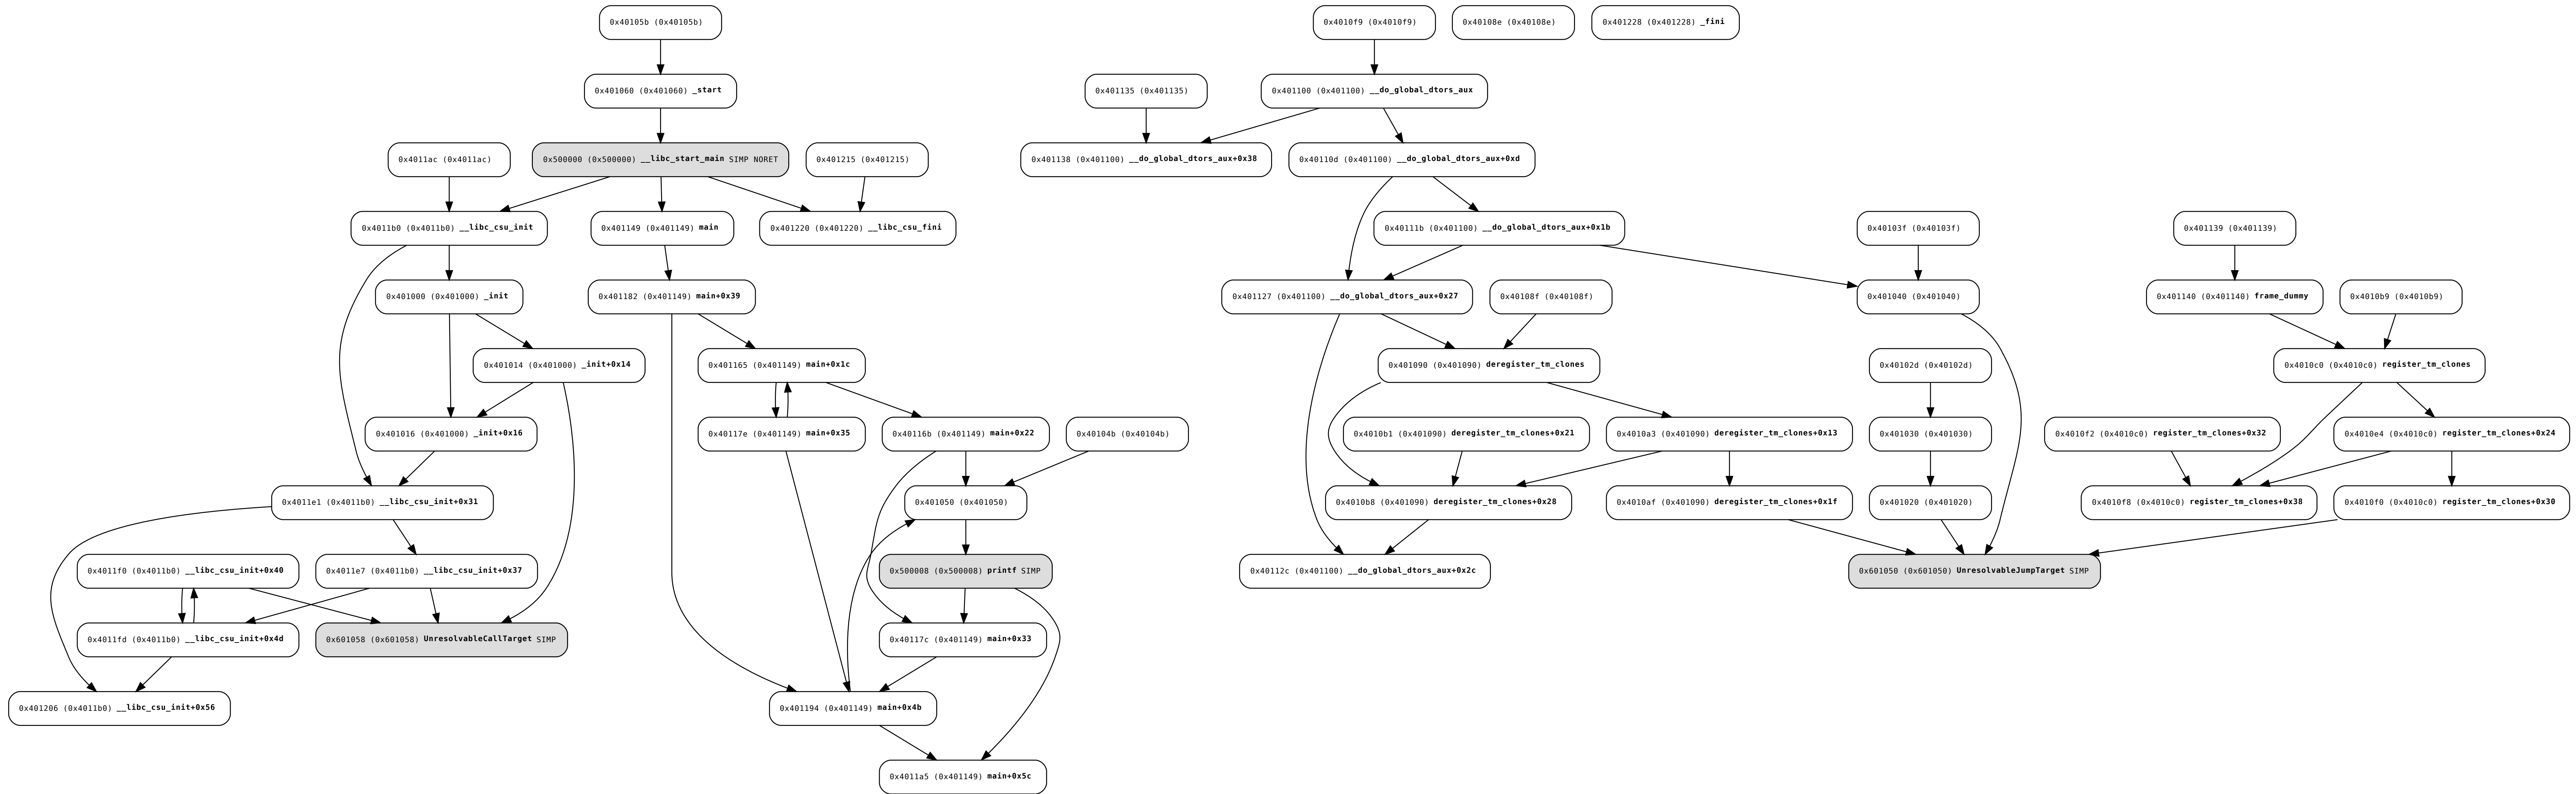 0x40105b (0x40105b)
0x4010f9 (0x4010f9)
0x40108e (0x40108e)
0x401228 (0x401228) _fini
0x401060 (0x401060) _start
0x401135 (0x401135)
0x401100 (0x401100) __do_global_dtors_aux
0x4011ac (0x4011ac)
0x500000 (0x500000) __libc_start_main SIMP NORET
0x401215 (0x401215)
0x401138 (0x401100) __do_global_dtors_aux+0x38
0x40110d (0x401100) __do_global_dtors_aux+0xd
0x4011b0 (0x4011b0) __libc_csu_init
0x401149 (0x401149) main
0x401220 (0x401220) __libc_csu_fini
0x40111b (0x401100) __do_global_dtors_aux+0x1b
0x40103f (0x40103f)
0x401139 (0x401139)
0x401000 (0x401000) _init
0x401182 (0x401149) main+0x39
0x401127 (0x401100) __do_global_dtors_aux+0x27
0x40108f (0x40108f)
0x401040 (0x401040)
0x401140 (0x401140) frame_dummy
0x4010b9 (0x4010b9)
0x401014 (0x401000) _init+0x14
0x401165 (0x401149) main+0x1c
0x401090 (0x401090) deregister_tm_clones
0x40102d (0x40102d)
0x4010c0 (0x4010c0) register_tm_clones
0x401016 (0x401000) _init+0x16
0x40117e (0x401149) main+0x35
0x40116b (0x401149) main+0x22
0x40104b (0x40104b)
0x4010b1 (0x401090) deregister_tm_clones+0x21
0x4010a3 (0x401090) deregister_tm_clones+0x13
0x401030 (0x401030)
0x4010f2 (0x4010c0) register_tm_clones+0x32
0x4010e4 (0x4010c0) register_tm_clones+0x24
0x4011e1 (0x4011b0) __libc_csu_init+0x31
0x401050 (0x401050)
0x4010b8 (0x401090) deregister_tm_clones+0x28
0x4010af (0x401090) deregister_tm_clones+0x1f
0x401020 (0x401020)
0x4010f8 (0x4010c0) register_tm_clones+0x38
0x4010f0 (0x4010c0) register_tm_clones+0x30
0x4011f0 (0x4011b0) __libc_csu_init+0x40
0x4011e7 (0x4011b0) __libc_csu_init+0x37
0x500008 (0x500008) printf SIMP
0x40112c (0x401100) __do_global_dtors_aux+0x2c
0x601050 (0x601050) UnresolvableJumpTarget SIMP
0x4011fd (0x4011b0) __libc_csu_init+0x4d
0x601058 (0x601058) UnresolvableCallTarget SIMP
0x40117c (0x401149) main+0x33
0x401206 (0x4011b0) __libc_csu_init+0x56
0x401194 (0x401149) main+0x4b
0x4011a5 (0x401149) main+0x5c